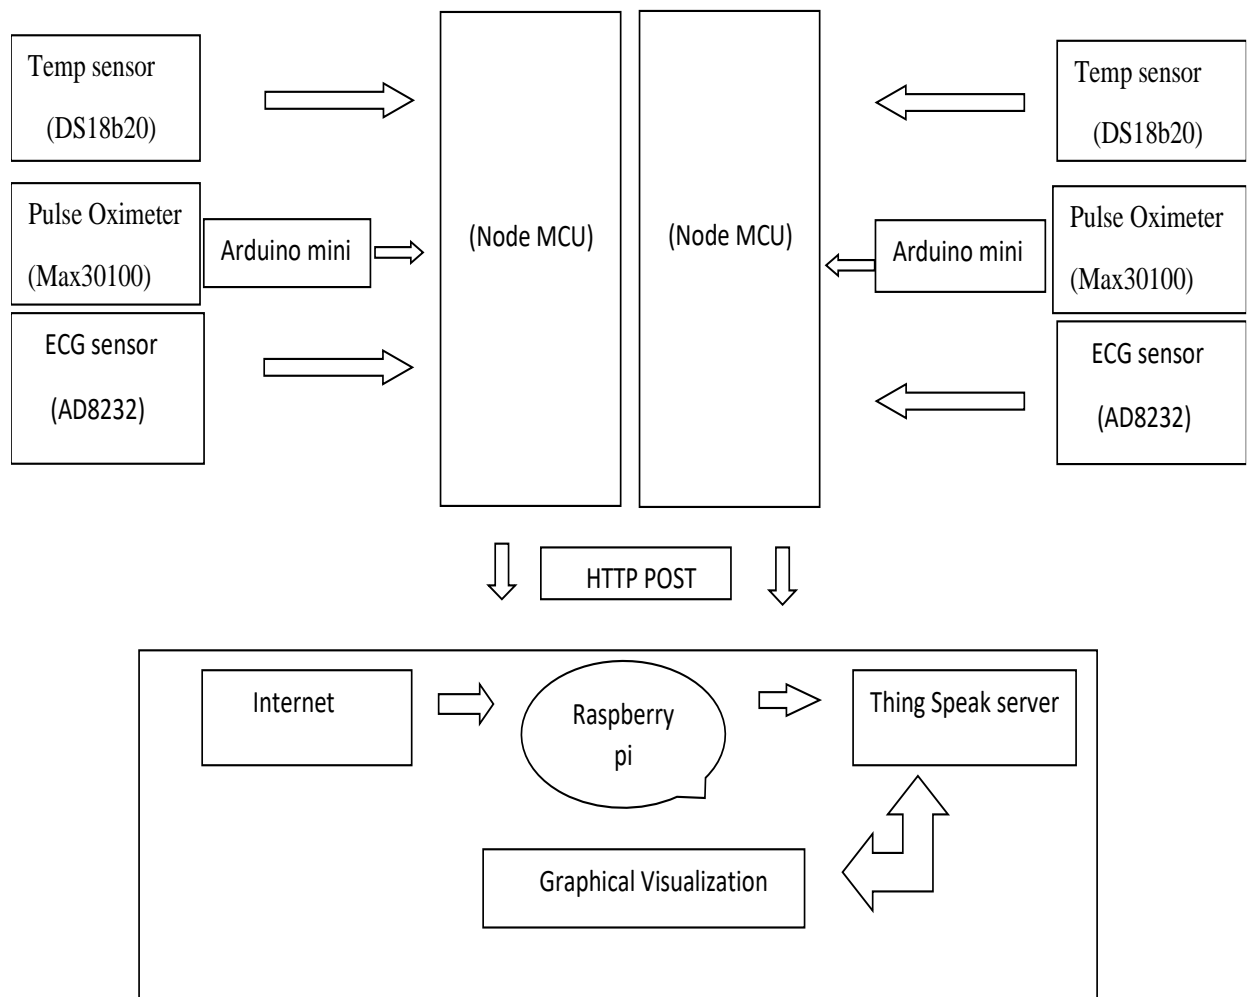 Temp sensor
(DS18b20)
Pulse Oximeter
(Max30100)
Arduino mini
ECG sensor
(AD8232)
(Node MCU)
(Node MCU)
Temp sensor
(DS18b20)
Arduino mini
Pulse Oximeter
(Max30100)
ECG sensor
(AD8232)
HTTP POST
Internet
Raspberry
pi
Thing Speak server
Graphical Visualization